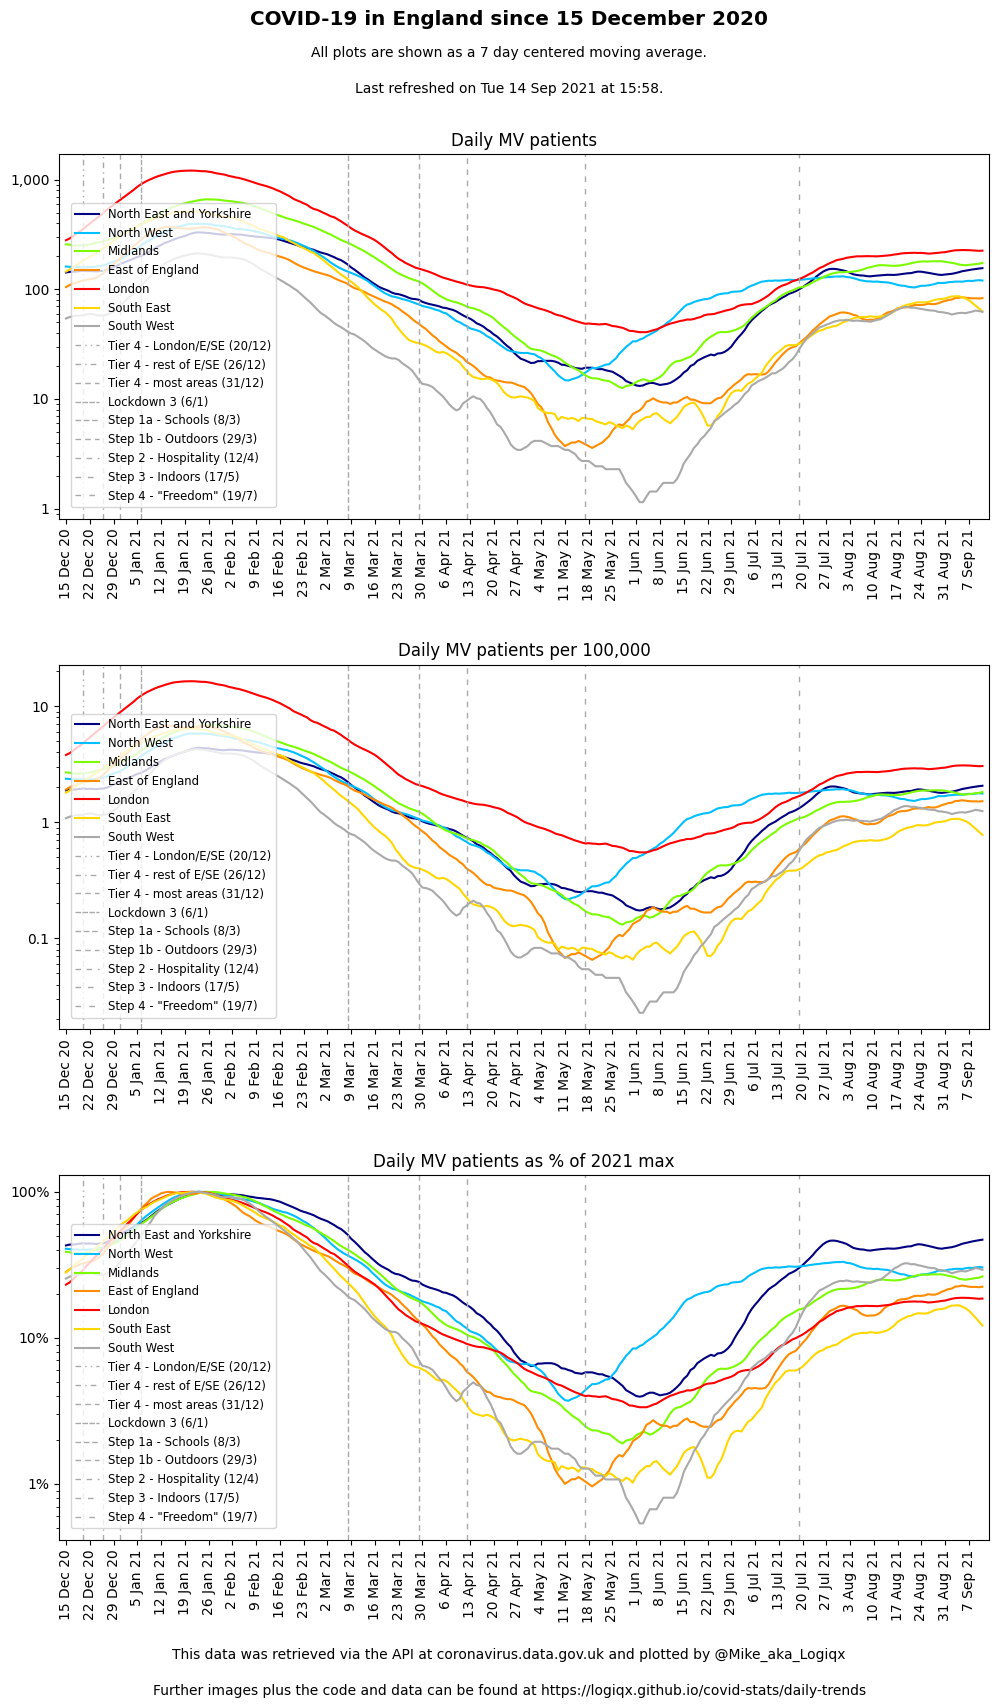 COVID-19 in England since 15 December 2020
All plots are shown as a 7 day centered moving average.
Last refreshed on Tue 14 Sep 2021 at 15:58.
Daily MV patients
1,000
100
10
1
North East and Yorkshire
North West
Midlands
East of England
London
South East
South West
Tier 4 - London/E/SE (20/12)
Tier 4 - rest of E/SE (26/12)
Tier 4 - most areas (31/12)
Lockdown 3 (6/1)
Step 1a - Schools (8/3)
Step 1b - Outdoors (29/3)
Step 2 - Hospitality (12/4)
Step 3 - Indoors (17/5)
Step 4 - "Freedom" (19/7)
15 Dec 20
22 Dec 20
29 Dec 20
5 Jan 21
12 Jan 21
19 Jan 21
26 Jan 21
2 Feb 21
9 Feb 21
16 Feb 21
23 Feb 21
2 Mar 21
9 Mar 21
16 Mar 21
23 Mar 21
30 Mar 21
6 Apr 21
13 Apr 21
20 Apr 21
27 Apr 21
4 May 21
11 May 21
18 May 21
25 May 21
1 Jun 21
8 Jun 21
15 Jun 21
22 Jun 21
29 Jun 21
6 Jul 21
13 Jul 21
20 Jul 21
27 Jul 21
3 Aug 21
10 Aug 21
17 Aug 21
24 Aug 21
31 Aug 21
7 Sep 21
Daily MV patients per 100,000
10
1
0.1
North East and Yorkshire
North West
Midlands
East of England
London
South East
South West
Tier 4 - London/E/SE (20/12)
Tier 4 - rest of E/SE (26/12)
Tier 4 - most areas (31/12)
Lockdown 3 (6/1)
Step 1a - Schools (8/3)
Step 1b - Outdoors (29/3)
Step 2 - Hospitality (12/4)
Step 3 - Indoors (17/5)
Step 4 - "Freedom" (19/7)
15 Dec 20
22 Dec 20
29 Dec 20
5 Jan 21
12 Jan 21
19 Jan 21
26 Jan 21
2 Feb 21
9 Feb 21
16 Feb 21
23 Feb 21
2 Mar 21
9 Mar 21
16 Mar 21
23 Mar 21
30 Mar 21
6 Apr 21
13 Apr 21
20 Apr 21
27 Apr 21
4 May 21
11 May 21
18 May 21
25 May 21
1 Jun 21
8 Jun 21
15 Jun 21
22 Jun 21
29 Jun 21
6 Jul 21
13 Jul 21
20 Jul 21
27 Jul 21
3 Aug 21
10 Aug 21
17 Aug 21
24 Aug 21
31 Aug 21
7 Sep 21
Daily MV patients as % of 2021 max
100%
10%
1%
North East and Yorkshire
North West
Midlands
East of England
London
South East
South West
Tier 4 - London/E/SE (20/12)
Tier 4 - rest of E/SE (26/12)
Tier 4 - most areas (31/12)
Lockdown 3 (6/1)
Step 1a - Schools (8/3)
Step 1b - Outdoors (29/3)
Step 2 - Hospitality (12/4)
Step 3 - Indoors (17/5)
Step 4 - "Freedom" (19/7)
15 Dec 20
22 Dec 20
29 Dec 20
5 Jan 21
12 Jan 21
19 Jan 21
26 Jan 21
2 Feb 21
9 Feb 21
16 Feb 21
23 Feb 21
2 Mar 21
9 Mar 21
16 Mar 21
23 Mar 21
30 Mar 21
6 Apr 21
13 Apr 21
20 Apr 21
27 Apr 21
4 May 21
11 May 21
18 May 21
25 May 21
1 Jun 21
8 Jun 21
15 Jun 21
22 Jun 21
29 Jun 21
6 Jul 21
13 Jul 21
20 Jul 21
27 Jul 21
3 Aug 21
10 Aug 21
17 Aug 21
24 Aug 21
31 Aug 21
7 Sep 21
This data was retrieved via the API at coronavirus.data.gov.uk and plotted by @Mike_aka_Logiqx
Further images plus the code and data can be found at https://logiqx.github.io/covid-stats/daily-trends